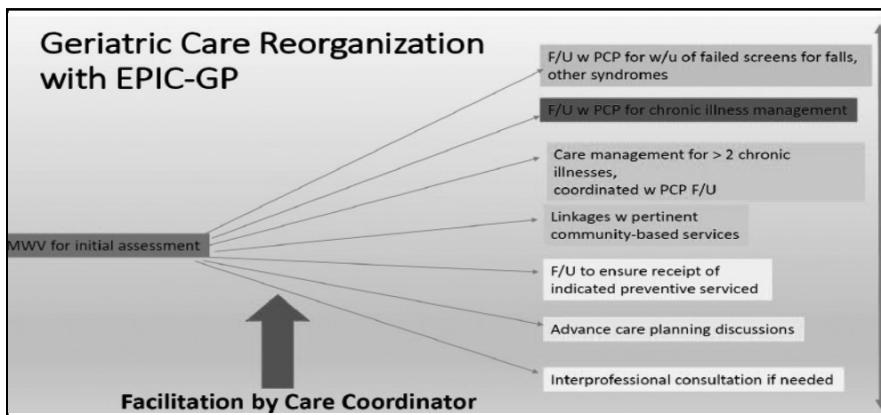 Geriatric Care Reorganization
with EPIC-GP
F/U w PCP for w/u of failed screens for falls,
other syndromes
F/U w PCP for chronic illness management
Care management for > 2 chronic
illnesses,
coordinated w PCP F/U
MWV for initial assessment
Linkages w pertinent
community-based services
F/U to ensure receipt of
indicated preventive serviced
Advance care planning discussions
Interprofessional consultation if needed
Facilitation by Care Coordinator